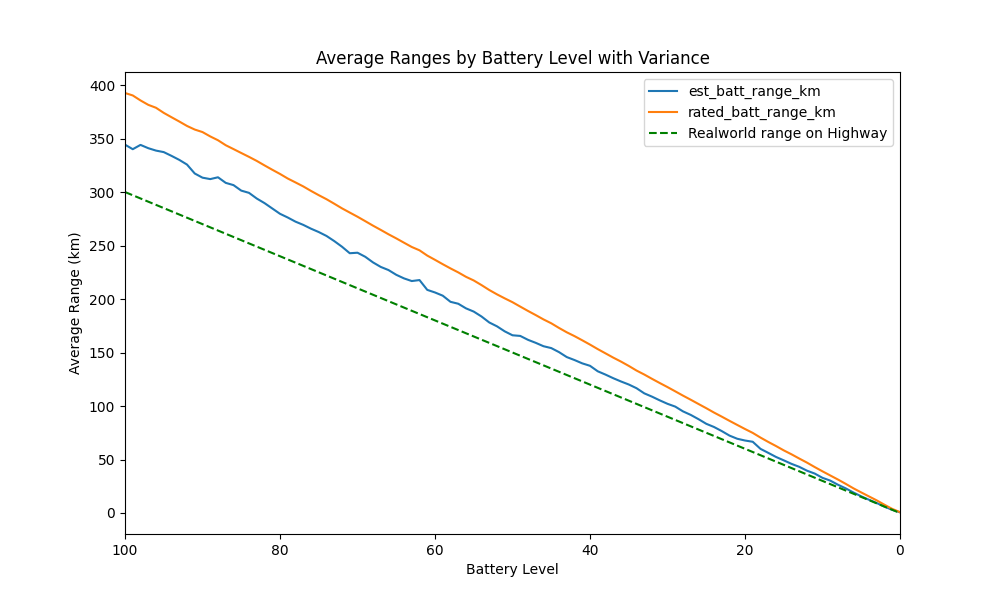 Average Ranges by Battery Level with Variance
est_batt_range_km
rated_batt_range_km
Realworld range on Highway
400
350
300
250
200
150
100
50
0
Average Range (km)
100
80
60
40
20
0
Battery Level